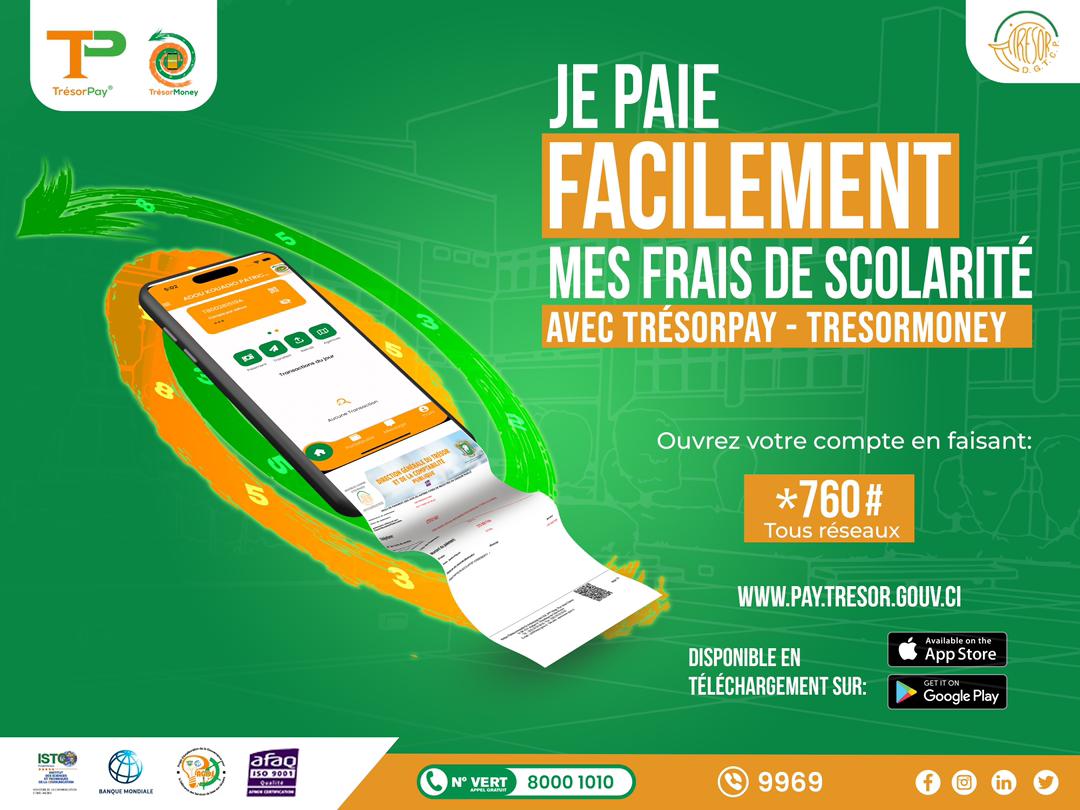 TP
TrésorPay®
TrésorMoney
TRESOR
D.G.T.C.P
JE PAIE
FACILEMENT
MES FRAIS DE SCOLARITÉ
AVEC TRÉSORPAY - TRESORMONEY
5:02
ADOU KOUADIO PATRIC...
Transactions du jour
Aucune Transaction
DIRECTION GÉNÉRALE DU TRÉSOR
ET DE LA COMPTABILITÉ
PUBLIQUE
Ouvrez votre compte en faisant:
*760#
Tous réseaux
WWW.PAY.TRESOR.GOUV.CI
DISPONIBLE EN
TÉLÉCHARGEMENT SUR:
Available on the
App Store
GET IT ON
Google Play
ISTC
BANQUE MONDIALE
afaq
ISO 9001
Qualité
AFNOR CERTIFICATION
N° VERT
APPEL GRATUIT
8000 1010
9969